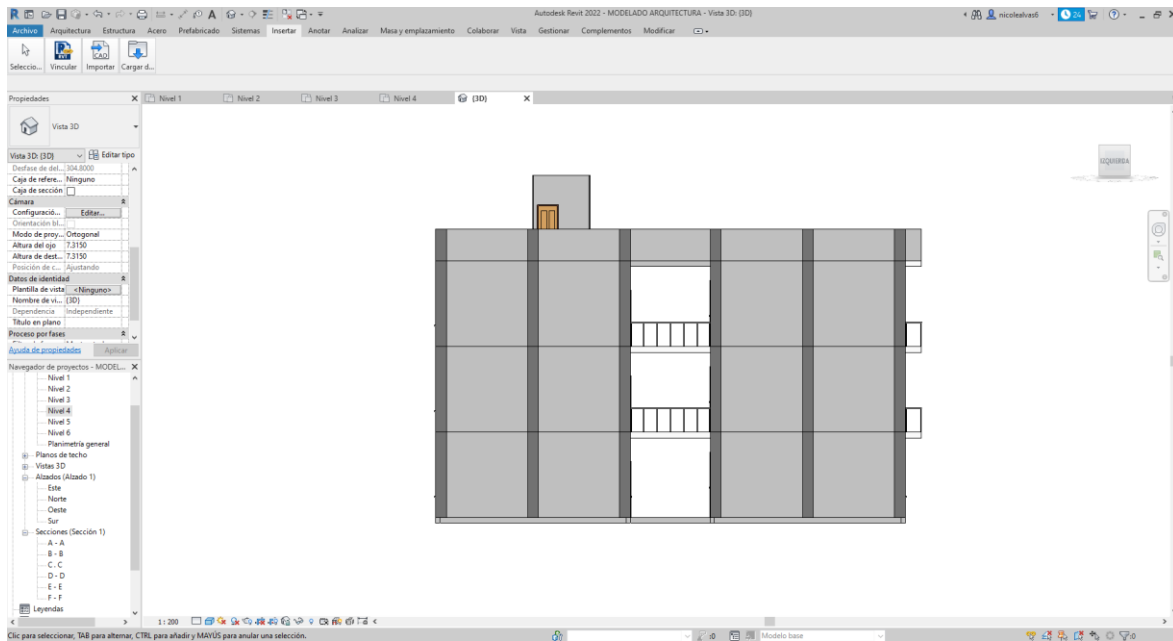 Autodesk Revit 2022 - MODELADO ARQUITECTURA - Vista 3D: {3D}
nicolealvas6
24
Archivo Arquitectura Estructura Acero Prefabricado Sistemas Insertar Anotar Analizar Masa y emplazamiento Colaborar Vista Gestionar Complementos Modificar
Seleccio... Vincular Importar Cargar d...
Propiedades
Nivel 1 Nivel 2 Nivel 3 Nivel 4 {3D}
Vista 3D
Vista 3D: {3D} Editar tipo
Desfase de del... 304.8000
Caja de refere... Ninguno
Caja de sección
Cámara
Configuració... Editar...
Orientación bl...
Modo de proy... Ortogonal
Altura del ojo 7.3150
Altura de dest... 7.3150
Posición de c... Ajustando
Datos de identidad
Plantilla de vista <Ninguno>
Nombre de vi... {3D}
Dependencia Independiente
Título en plano
Proceso por fases
Ayuda de propiedades Aplicar
Navegador de proyectos - MODEL...
Nivel 1
Nivel 2
Nivel 3
Nivel 4
Nivel 5
Nivel 6
Planimetría general
Planos de techo
Vistas 3D
Alzados (Alzado 1)
Este
Norte
Oeste
Sur
Secciones (Sección 1)
A - A
B - B
C . C
D - D
E - E
F - F
Leyendas
IZQUIERDA
1 : 200
Clic para seleccionar, TAB para alternar, CTRL para añadir y MAYÚS para anular una selección.
:0 Modelo base
:0